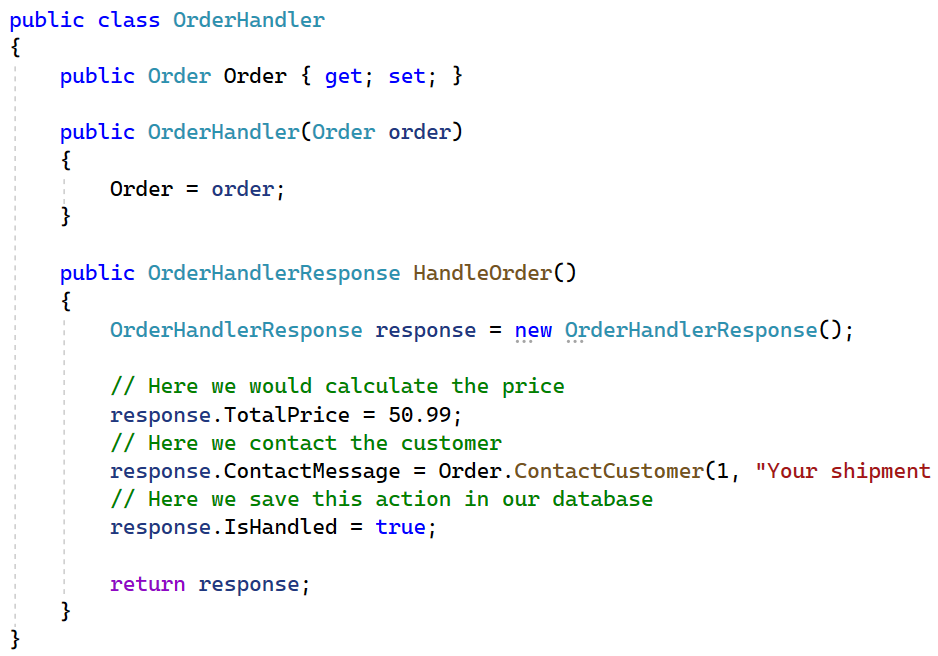 public class OrderHandler
{
    public Order Order { get; set; }

    public OrderHandler(Order order)
    {
        Order = order;
    }

    public OrderHandlerResponse HandleOrder()
    {
        OrderHandlerResponse response = new OrderHandlerResponse();

        // Here we would calculate the price
        response.TotalPrice = 50.99;
        // Here we contact the customer
        response.ContactMessage = Order.ContactCustomer(1, "Your shipment
        // Here we save this action in our database
        response.IsHandled = true;

        return response;
    }
}